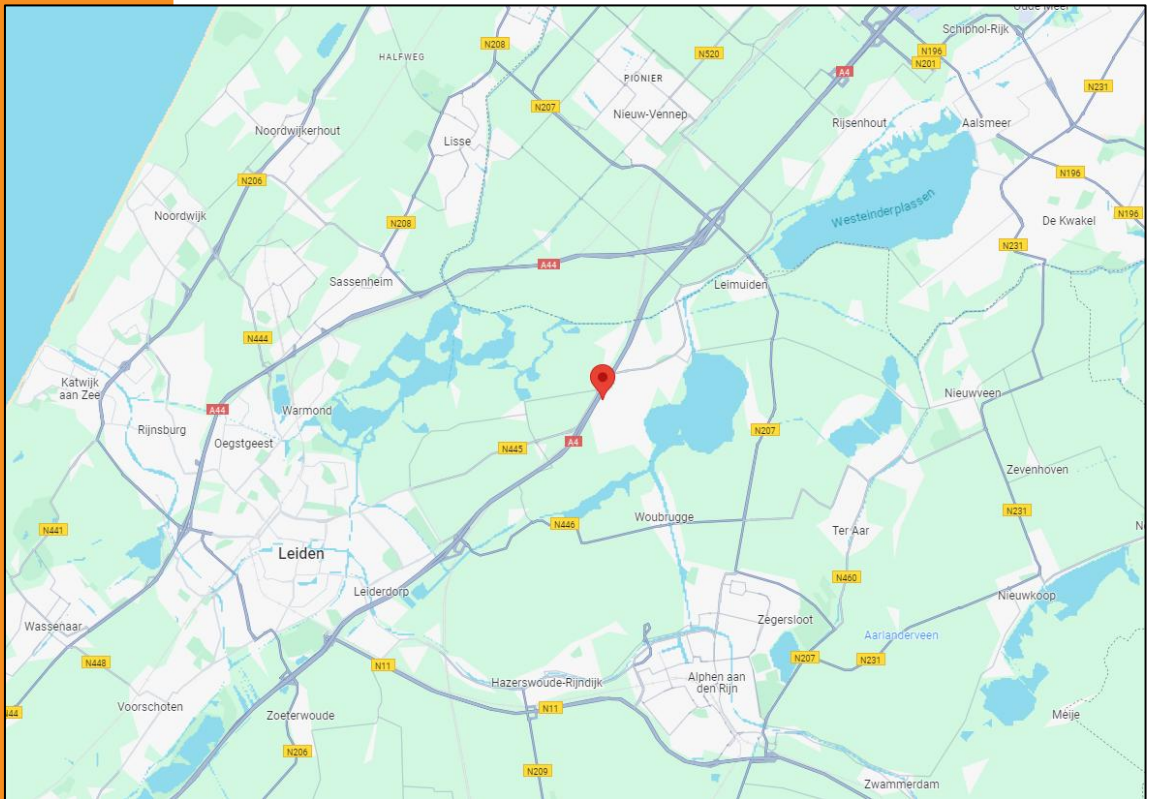 Oude Meer
Schiphol-Rijk
N208
N196
HALFWEG
N520
N201
A4
PIONIER
N231
N207
Nieuw-Vennep
Rijsenhout
Aalsmeer
Noordwijkerhout
Lisse
N206
N196
Westeinderplassen
Noordwijk
N208
De Kwakel
N196
N231
A44
Sassenheim
Leimuiden
N444
Katwijk
aan Zee
Warmond
A44
Nieuwveen
Rijnsburg
Oegstgeest
N207
A4
N445
Zevenhoven
N231
Woubrugge
N446
N441
Ter Aar
Leiden
N460
Leiderdorp
Nieuwkoop
Zegersloot
Wassenaar
Aarlanderveen
N448
N11
N207
N231
Hazerswoude-Rijndijk
Alphen aan
den Rijn
N44
Voorschoten
Zoeterwoude
N11
Meije
N206
N209
Zwammerdam